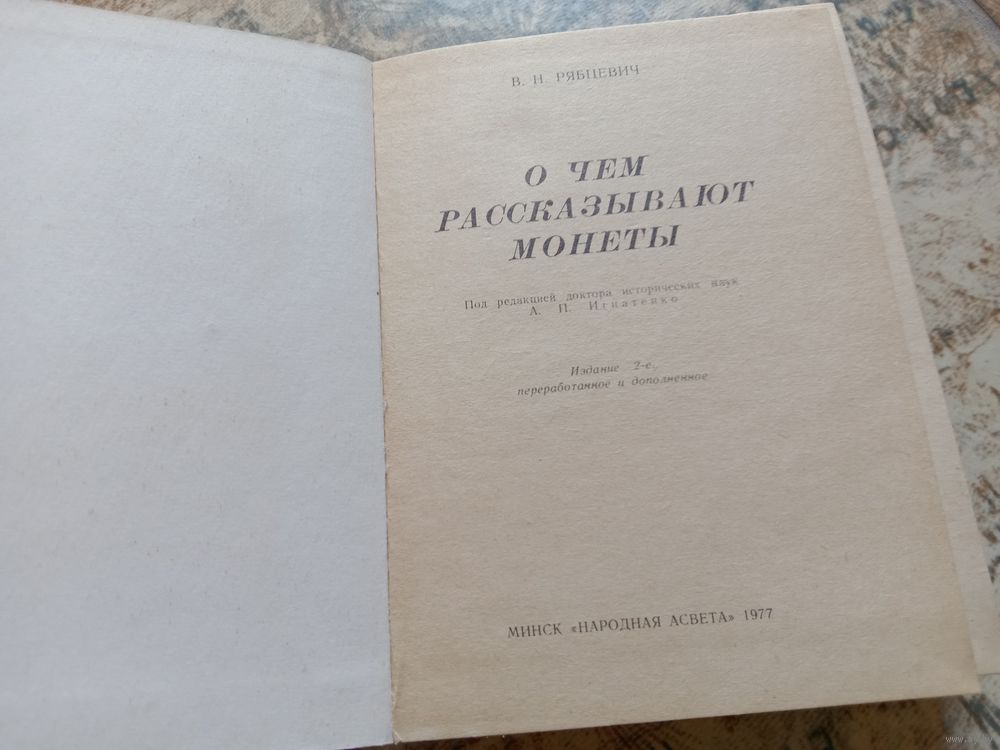 В. Н. РЯБЦЕВИЧ
О ЧЕМ
РАССКАЗЫВАЮТ
МОНЕТЫ
Под редакцией доктора исторических наук
А. П. Игнатенко
Издание 2-е,
переработанное и дополненное
МИНСК «НАРОДНАЯ АСВЕТА» 1977